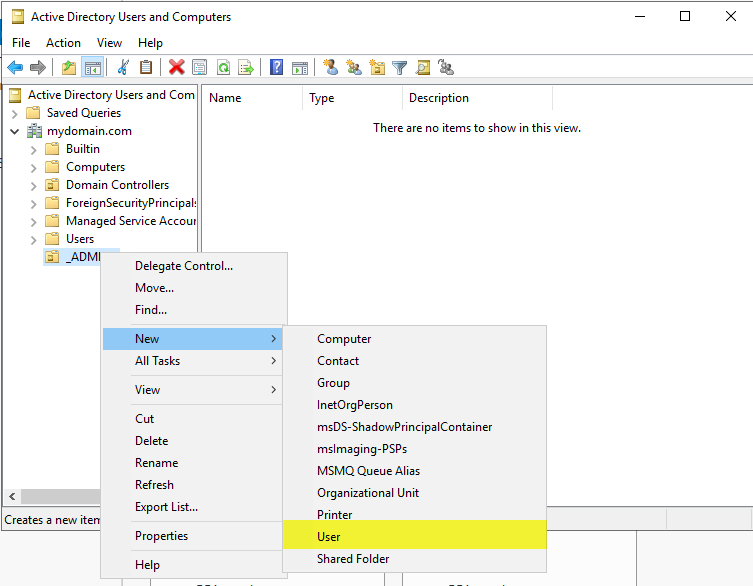 Active Directory Users and Computers
File Action View Help
Active Directory Users and Com
Saved Queries
mydomain.com
Builtin
Computers
Domain Controllers
ForeignSecurityPrincipals
Managed Service Accour
Users
_ADMI
Name Type Description
There are no items to show in this view.
Delegate Control...
Move...
Find...
New
All Tasks
View
Cut
Delete
Rename
Refresh
Export List...
Properties
Help
Computer
Contact
Group
InetOrgPerson
msDS-ShadowPrincipalContainer
msImaging-PSPs
MSMQ Queue Alias
Organizational Unit
Printer
User
Shared Folder
Creates a new item